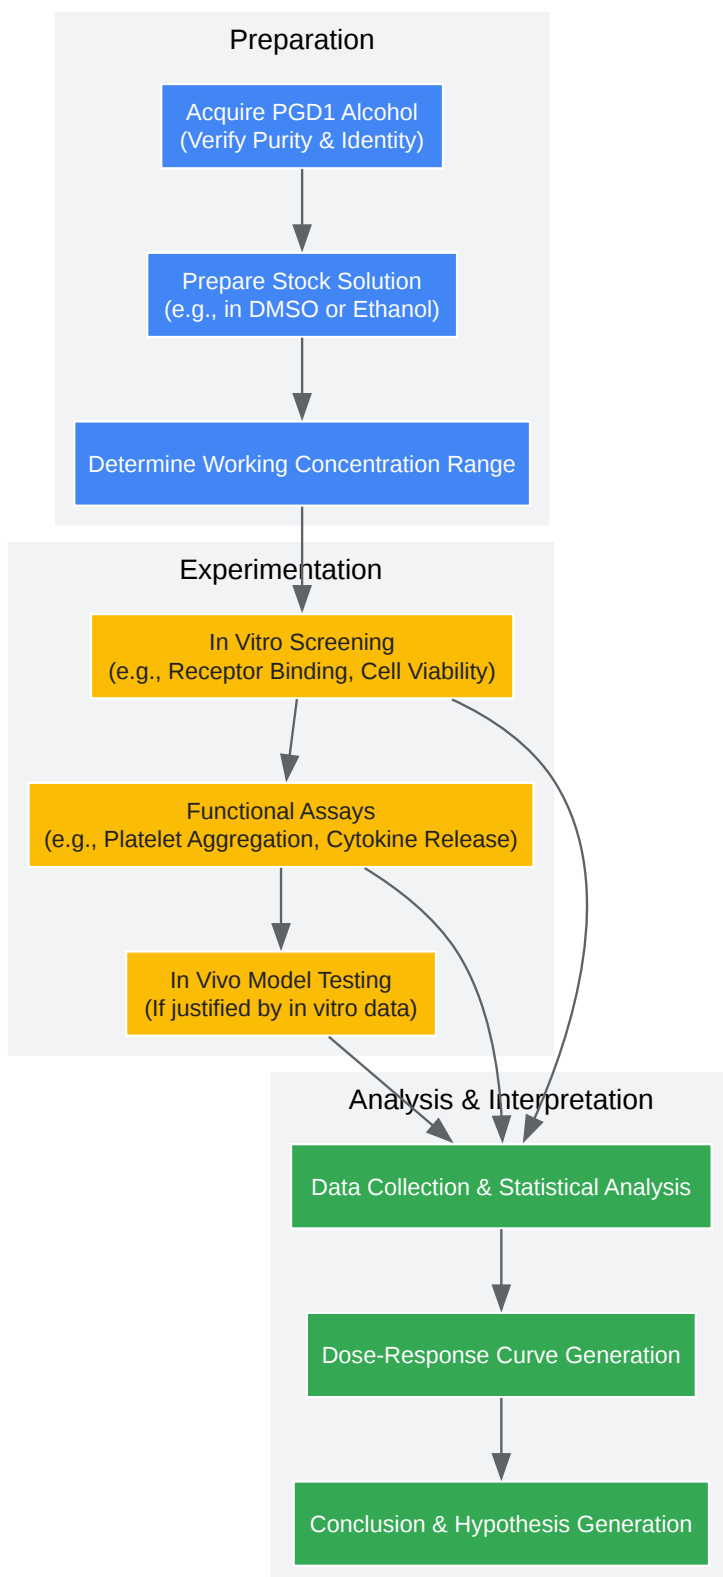 Preparation
Acquire PGD1 Alcohol
(Verify Purity & Identity)
Prepare Stock Solution
(e.g., in DMSO or Ethanol)
Determine Working Concentration Range
Experimentation
In Vitro Screening
(e.g., Receptor Binding, Cell Viability)
Functional Assays
(e.g., Platelet Aggregation, Cytokine Release)
In Vivo Model Testing
(If justified by in vitro data)
Analysis & Interpretation
Data Collection & Statistical Analysis
Dose-Response Curve Generation
Conclusion & Hypothesis Generation